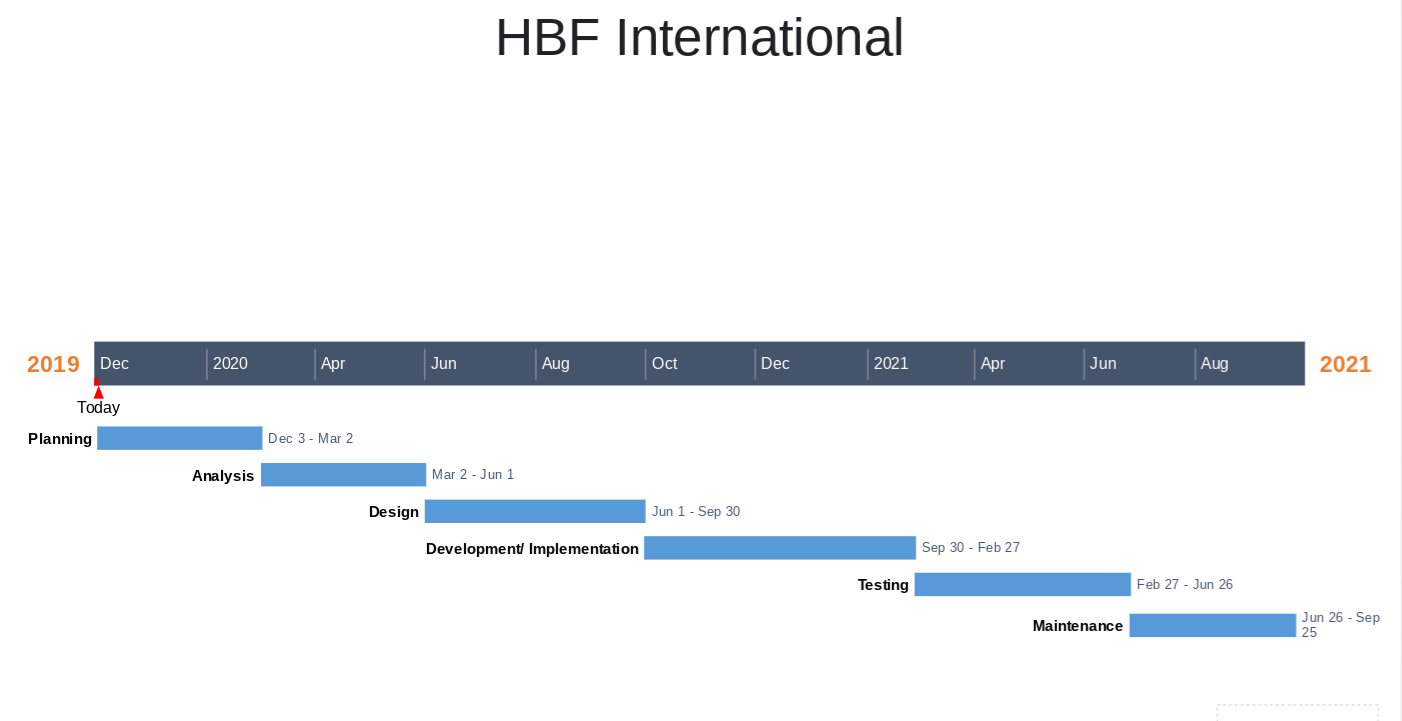 HBF International
2019 Dec 2020 Apr Jun Aug Oct Dec 2021 Apr Jun Aug 2021
Today
Planning Dec 3 - Mar 2
Analysis Mar 2 - Jun 1
Design Jun 1 - Sep 30
Development/ Implementation Sep 30 - Feb 27
Testing Feb 27 - Jun 26
Maintenance Jun 26 - Sep
25